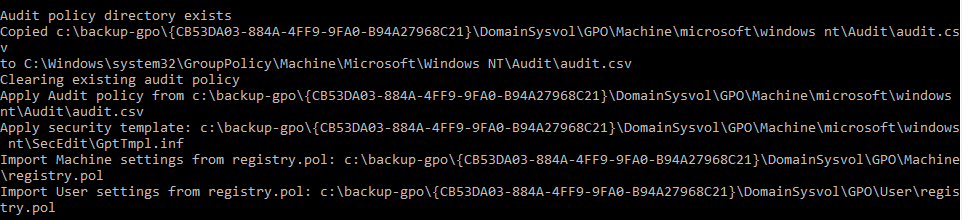 Audit policy directory exists
Copied c:\backup-gpo\{CB53DA03-884A-4FF9-9FA0-B94A27968C21}\DomainSysvol\GPO\Machine\microsoft\windows nt\Audit\audit.cs
v
to C:\Windows\system32\GroupPolicy\Machine\Microsoft\Windows NT\Audit\audit.csv
Clearing existing audit policy
Apply Audit policy from c:\backup-gpo\{CB53DA03-884A-4FF9-9FA0-B94A27968C21}\DomainSysvol\GPO\Machine\microsoft\windows
nt\Audit\audit.csv
Apply security template: c:\backup-gpo\{CB53DA03-884A-4FF9-9FA0-B94A27968C21}\DomainSysvol\GPO\Machine\microsoft\windows
 nt\SecEdit\GptTmpl.inf
Import Machine settings from registry.pol: c:\backup-gpo\{CB53DA03-884A-4FF9-9FA0-B94A27968C21}\DomainSysvol\GPO\Machine
\registry.pol
Import User settings from registry.pol: c:\backup-gpo\{CB53DA03-884A-4FF9-9FA0-B94A27968C21}\DomainSysvol\GPO\User\regis
try.pol